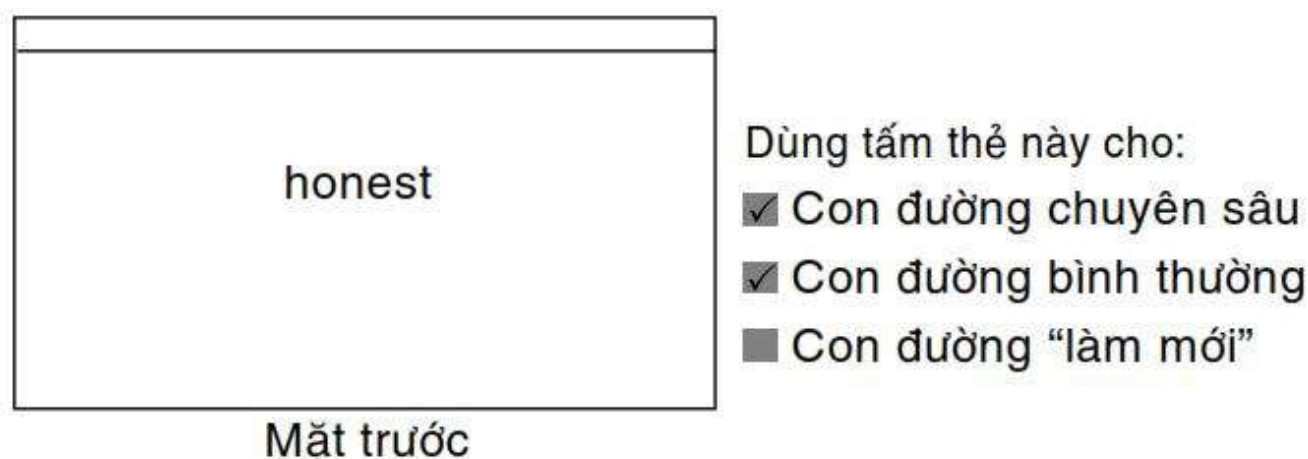 honest
Dùng tấm thẻ này cho:
✓ Con đường chuyên sâu
✓ Con đường bình thường
Con đường “làm mới”
Măt trước